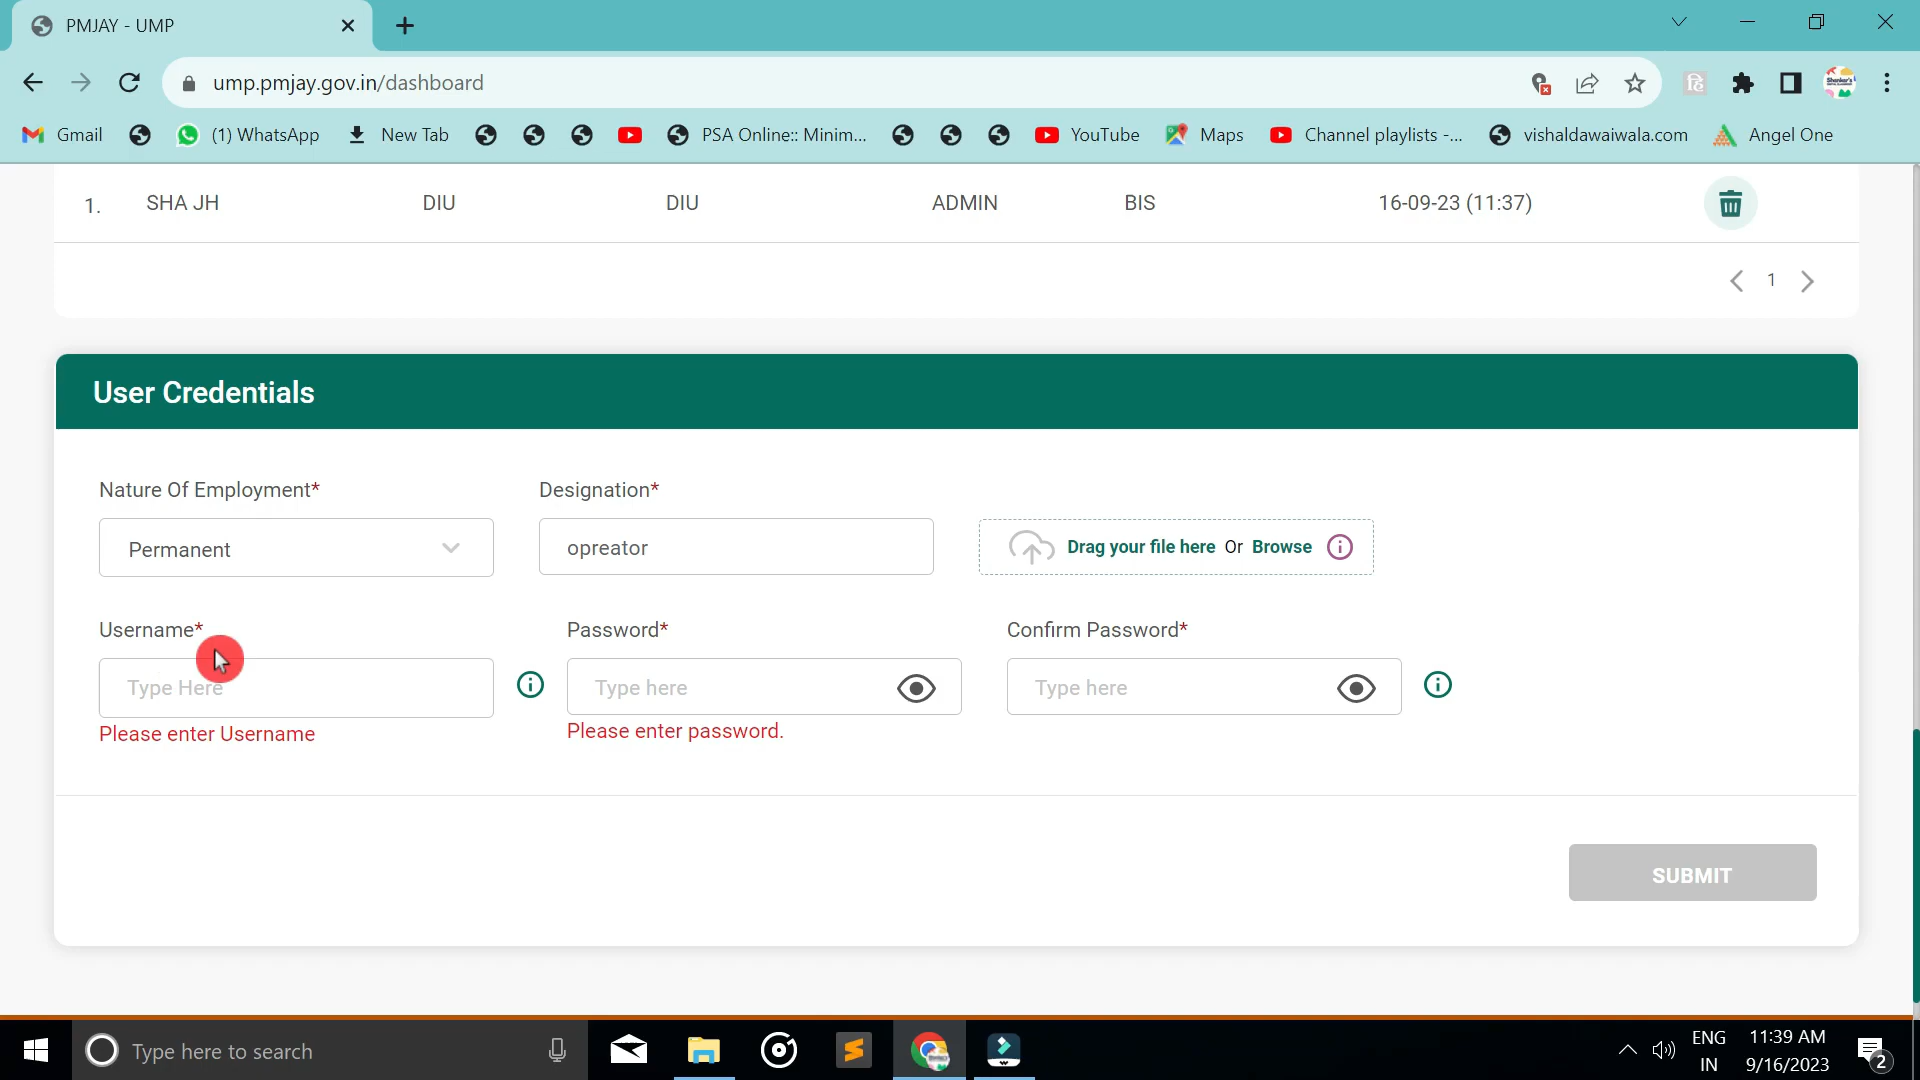 PMJAY - UMP
ump.pmjay.gov.in/dashboard
Gmail (1) WhatsApp New Tab PSA Online:: Minim... YouTube Maps Channel playlists -... vishaldawaiwala.com Angel One
1. SHA JH DIU DIU ADMIN BIS 16-09-23 (11:37)
1
User Credentials
Nature Of Employment* Designation*
Permanent opreator Drag your file here Or Browse
Username* Password* Confirm Password*
Type Here Type here Type here
Please enter Username Please enter password.
SUBMIT
Type here to search ENG 11:39 AM
IN 9/16/2023 2